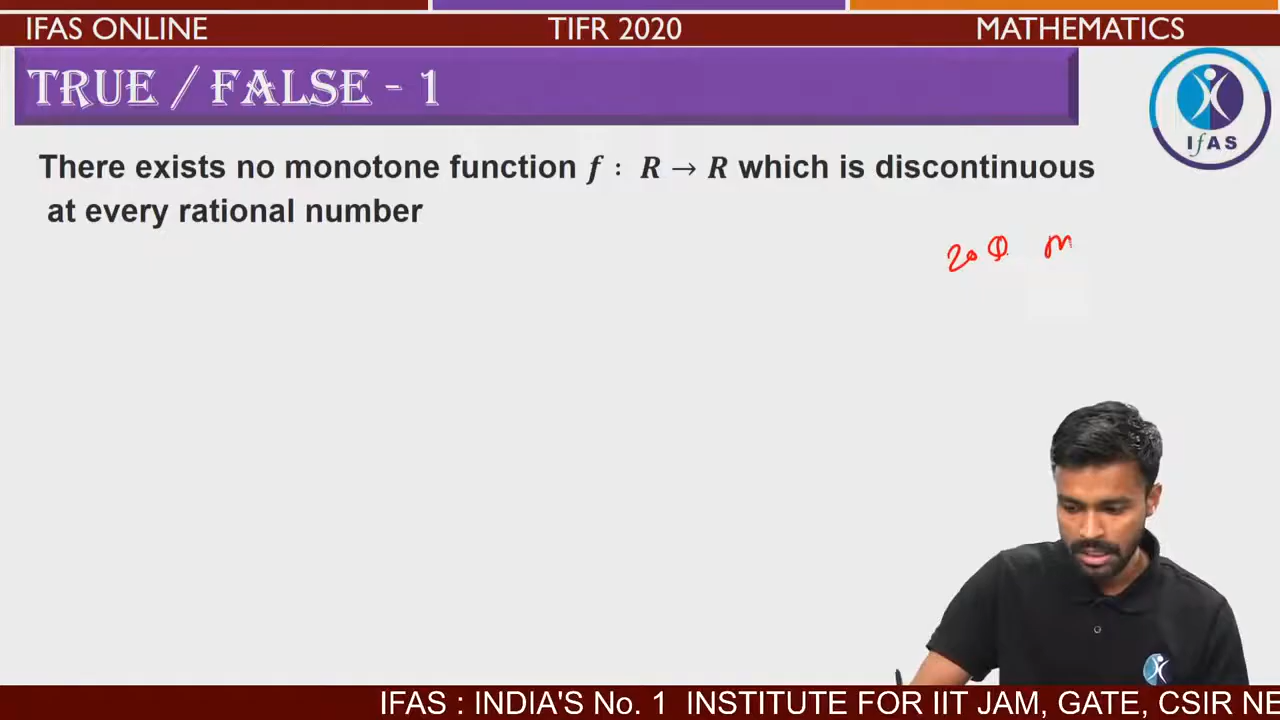 IFAS ONLINE TIFR 2020 MATHEMATICS
TRUE / FALSE - 1
IfAS
There exists no monotone function f : R → R which is discontinuous
at every rational number
20 Q M
IFAS : INDIA'S No. 1 INSTITUTE FOR IIT JAM, GATE, CSIR NE